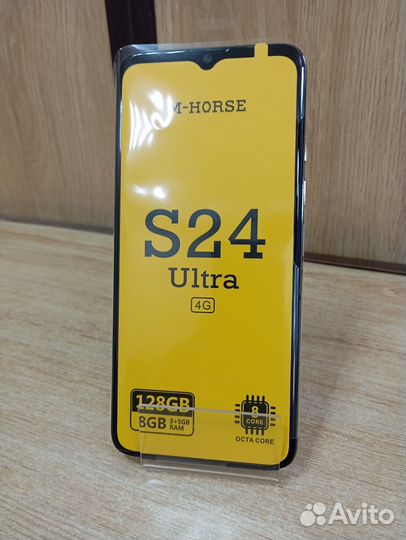 M-HORSE
S24
Ultra
4G
128GB
8GB 3+5GB RAM
8 CORE
OCTA CORE
Avito